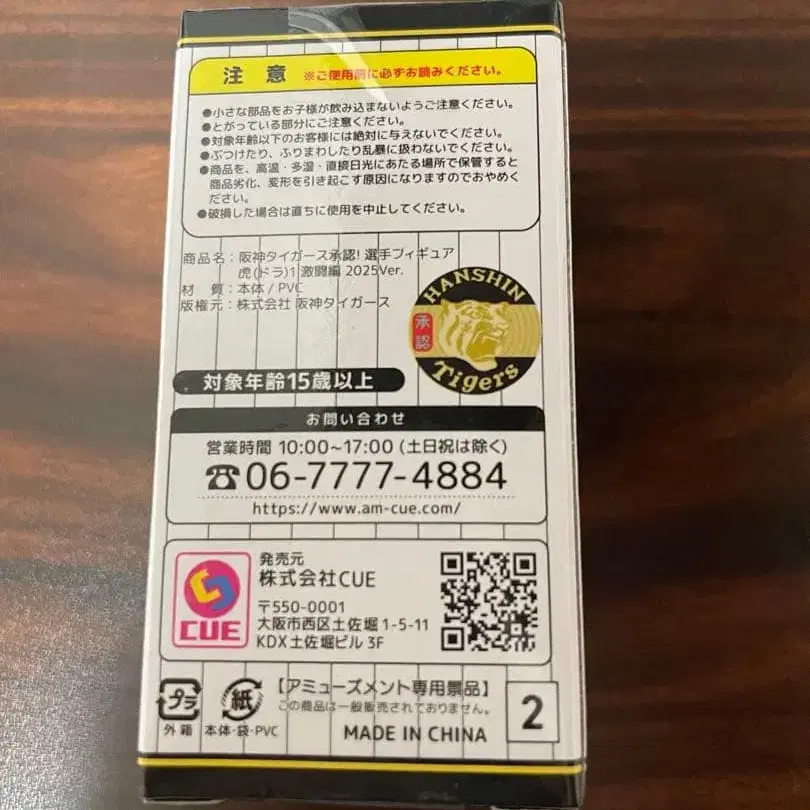 注 意 ※ご使用前に必ずお読みください。
●小さな部品をお子様が飲み込まないようご注意ください。
●とがっている部分にご注意ください。
●対象年齢以下のお客様には絶対に与えないでください。
●ぶつけたり、ふりまわしたり乱暴に扱わないでください。
●商品を、高温・多湿・直接日光にあたる場所で保管すると
商品劣化、変形を引き起こす原因になりますのでおやめく
ださい。
●破損した場合は直ちに使用を中止してください。
商品名：阪神タイガース承認! 選手フィギュア
虎(ドラ)1 激闘編 2025Ver.
材 質：本体 / PVC
版権元：株式会社 阪神タイガース
HANSHIN
承認
Tigers
対象年齢15歳以上
お問い合わせ
営業時間 10:00~17:00 (土日祝は除く)
☎06-7777-4884
https://www.am-cue.com/
発売元
株式会社CUE
〒550-0001
大阪市西区土佐堀 1-5-11
KDX土佐堀ビル 3F
CUE
プラ
外箱
紙
本体・袋・PVC
【アミューズメント専用景品】
この商品は一般販売されておりません。
MADE IN CHINA
2